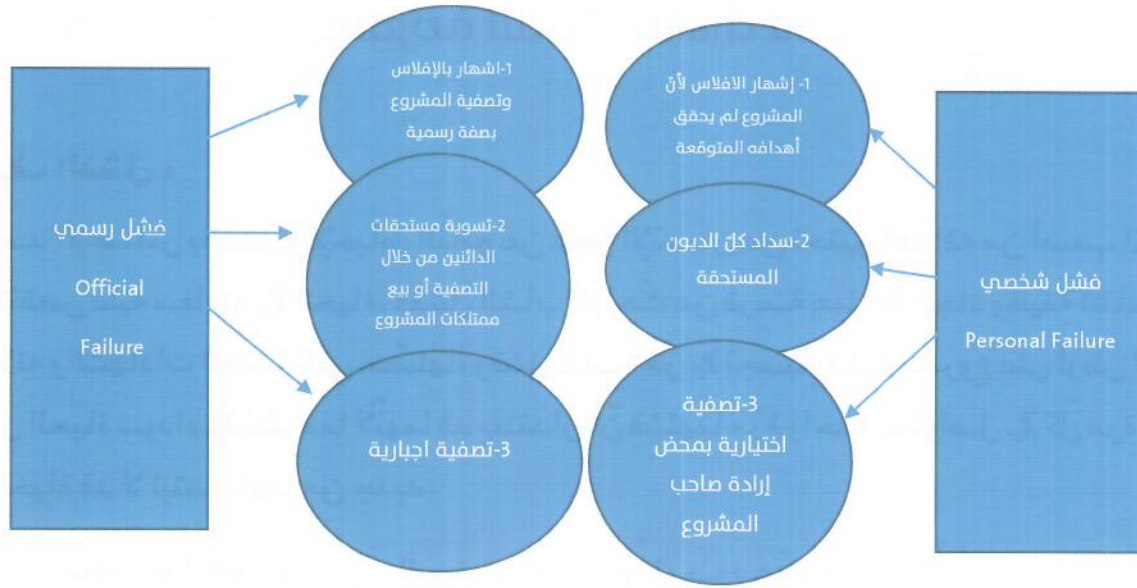 فشل شخصي
Personal Failure
1- إشهار الافلاس لأنّ
المشروع لم يحقق
أهدافه المتوقعة
2-سداد كلّ الديون
المستحقة
3-تصفية
اختيارية بمحض
إرادة صاحب
المشروع
فشل رسمي
Official
Failure
1-اشهار بالإفلاس
وتصفية المشروع
بصفة رسمية
2-تسوية مستحقات
الدائنين من خلال
التصفية أو بيع
ممتلكات المشروع
3-تصفية اجبارية